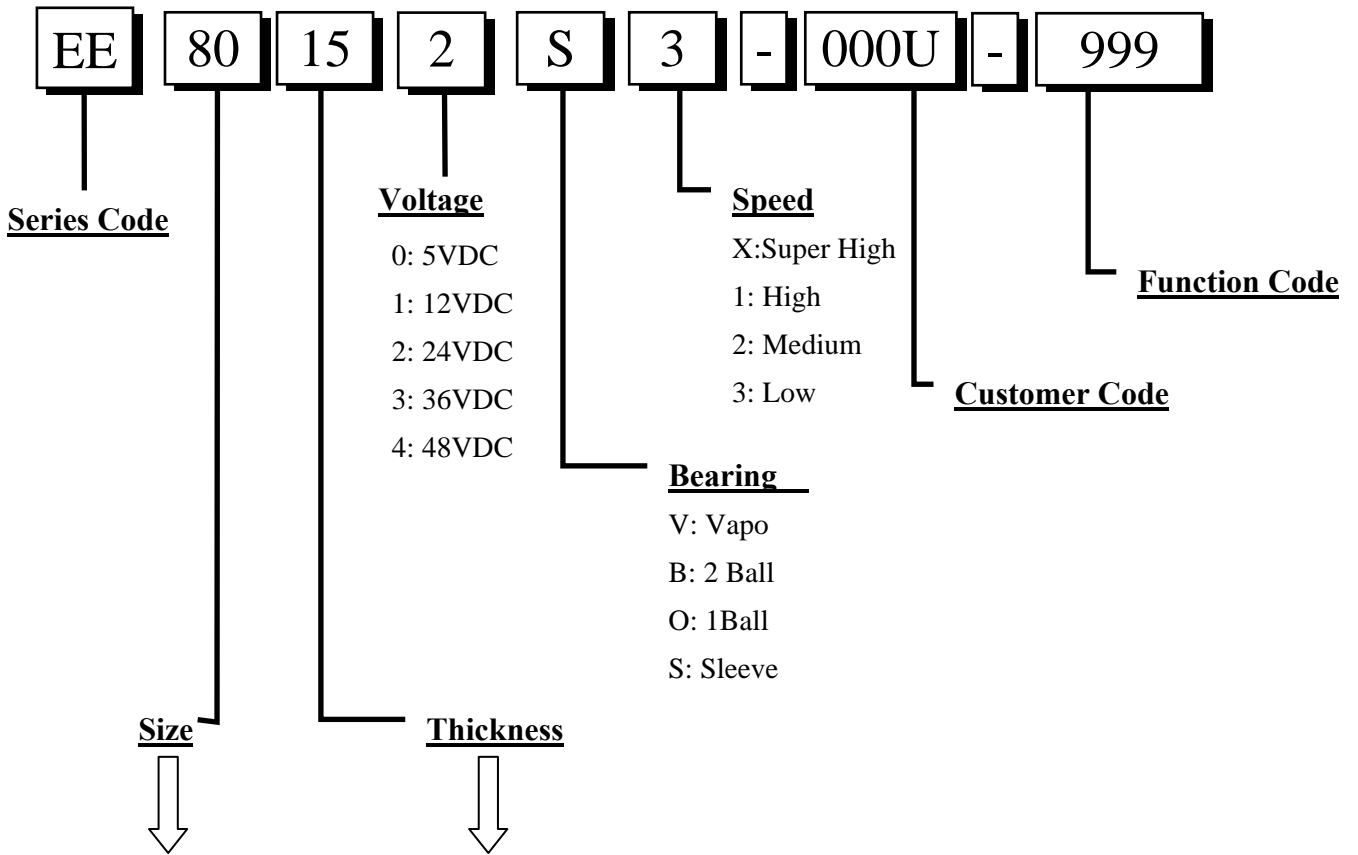 EE 80 15 2 S 3 - 000U - 999
Series Code
Voltage
0: 5VDC
1: 12VDC
2: 24VDC
3: 36VDC
4: 48VDC
Speed
X:Super High
1: High
2: Medium
3: Low
Function Code
Customer Code
Bearing
V: Vapo
B: 2 Ball
O: 1Ball
S: Sleeve
Size
Thickness